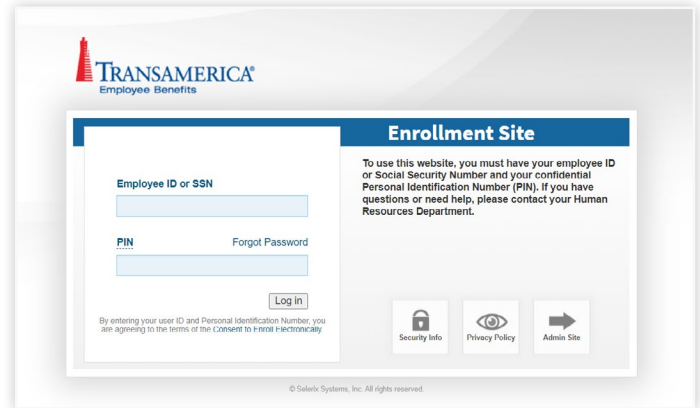 TRANSAMERICA®
Employee Benefits
Enrollment Site
To use this website, you must have your employee ID
or Social Security Number and your confidential
Personal Identification Number (PIN). If you have
questions or need help, please contact your Human
Resources Department.
Employee ID or SSN
PIN Forgot Password
Log in
By entering your user ID and Personal Identification Number, you
are agreeing to the terms of the Consent to Enroll Electronically
Security Info Privacy Policy Admin Site
© Selerix Systems, Inc. All rights reserved.